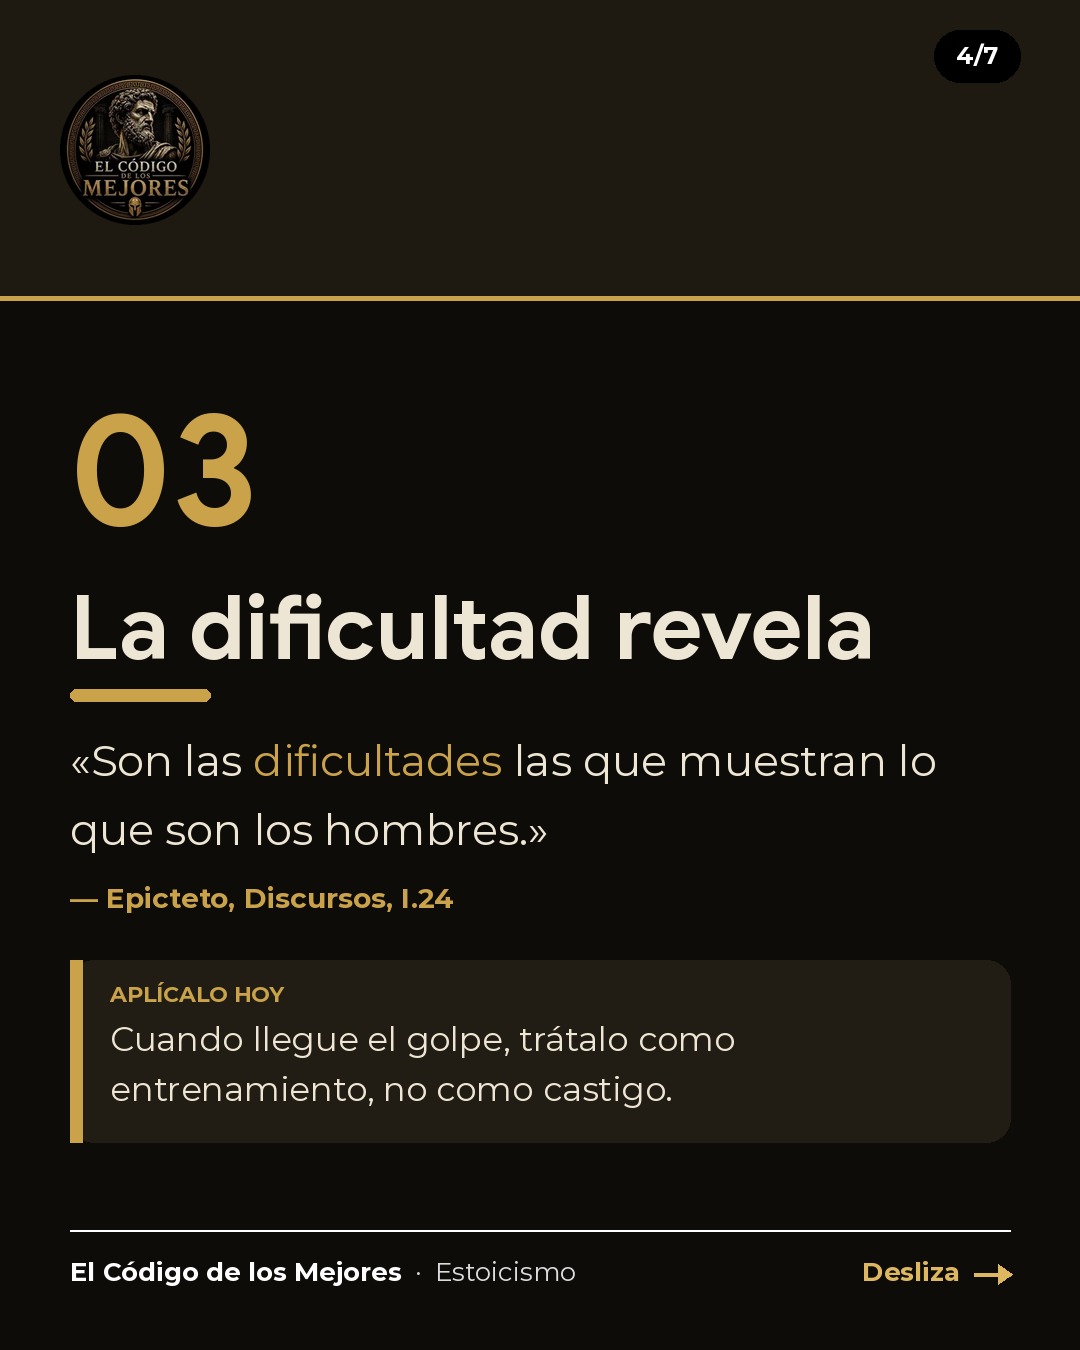 4/7
EL CÓDIGO
DE LOS
MEJORES
03
La dificultad revela
«Son las dificultades las que muestran lo
que son los hombres.»
— Epicteto, Discursos, I.24
APLÍCALO HOY
Cuando llegue el golpe, trátalo como
entrenamiento, no como castigo.
El Código de los Mejores · Estoicismo
Desliza